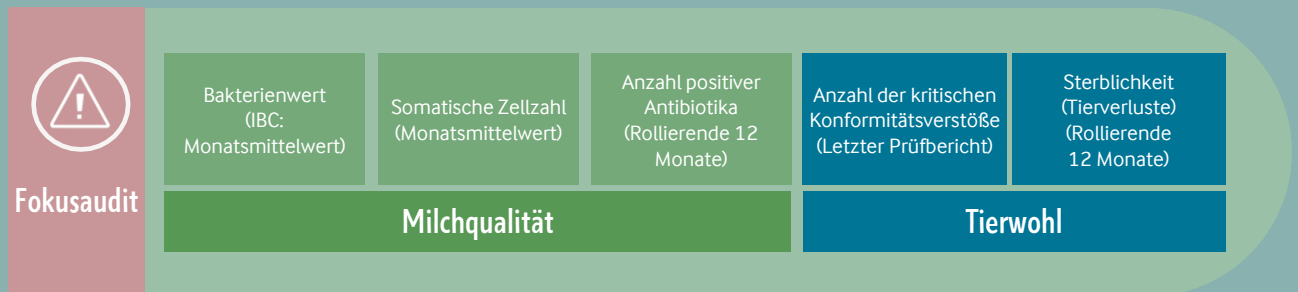 Fokusaudit
Bakterienwert
(IBC:
Monatsmittelwert)
Somatische Zellzahl
(Monatsmittelwert)
Anzahl positiver
Antibiotika
(Rollierende 12
Monate)
Anzahl der kritischen
Konformitätsverstöße
(Letzter Prüfbericht)
Sterblichkeit
(Tierverluste)
(Rollierende
12 Monate)
Milchqualität
Tierwohl